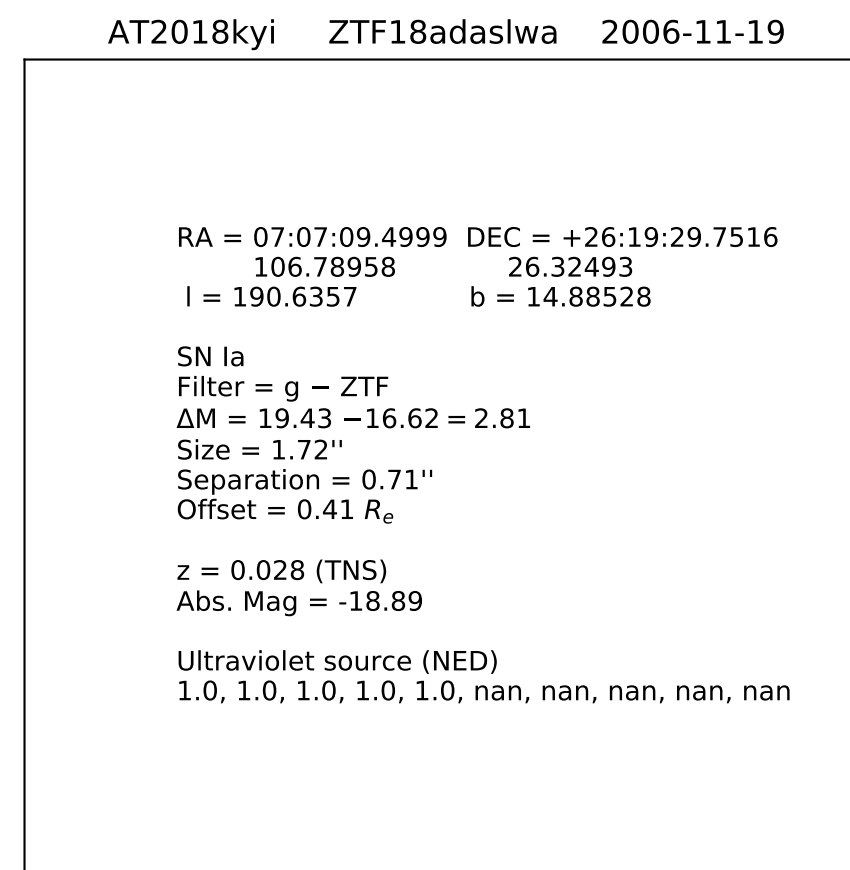 AT2018kyi ZTF18adaslwa 2006-11-19
RA = 07:07:09.4999 DEC = +26:19:29.7516
106.78958 26.32493
l = 190.6357 b = 14.88528
SN Ia
Filter = g − ZTF
ΔM = 19.43 −16.62 = 2.81
Size = 1.72''
Separation = 0.71''
Offset = 0.41 Rₑ
z = 0.028 (TNS)
Abs. Mag = -18.89
Ultraviolet source (NED)
1.0, 1.0, 1.0, 1.0, 1.0, nan, nan, nan, nan, nan